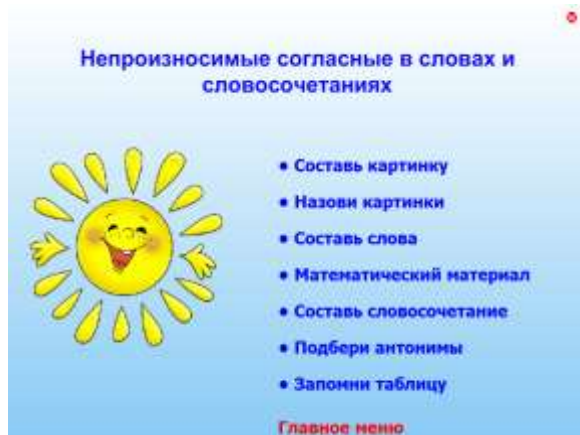 Непроизносимые согласные в словах и
словосочетаниях
• Составь картинку
• Назови картинки
• Составь слова
• Математический материал
• Составь словосочетание
• Подбери антонимы
• Запомни таблицу
Главное меню